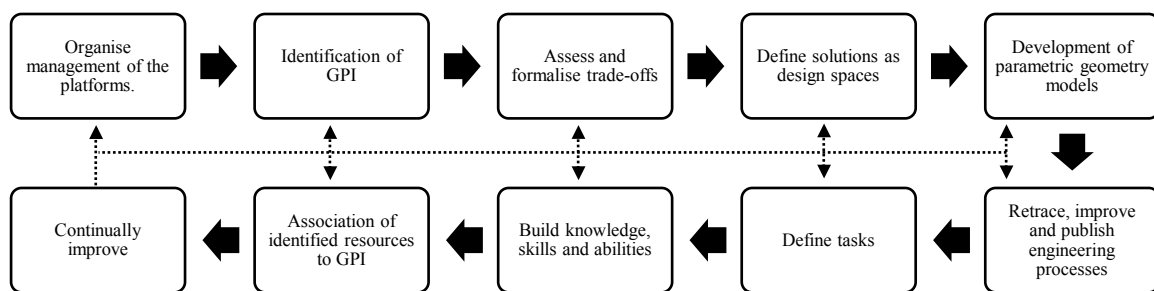 Organise
management of the
platforms.
Identification of
GPI
Assess and
formalise trade-offs
Define solutions as
design spaces
Development of
parametric geometry
models
Continually
improve
Association of
identified resources
to GPI
Build knowledge,
skills and abilities
Define tasks
Retrace, improve
and publish
engineering
processes